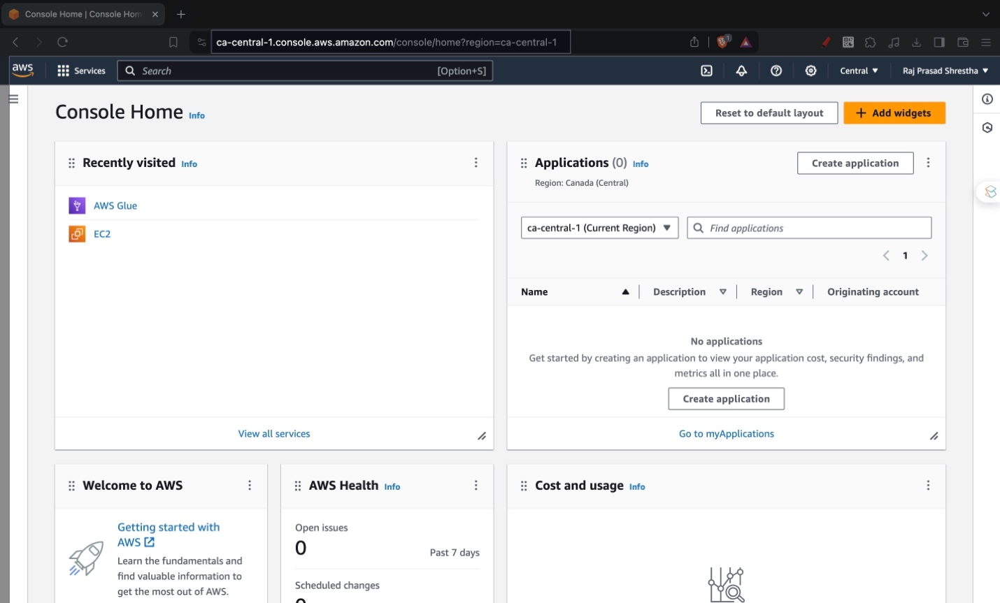 Console Home | Console Hom
1
ca-central-1.console.aws.amazon.com/console/home?region=ca-central-1
aws
Services
Search
[Option+S]
Central
Raj Prasad Shrestha
Console Home Info
Reset to default layout
Add widgets
Recently visited Info
AWS Glue
EC2
View all services
Applications (0) Info
Region: Canada (Central)
Create application
ca-central-1 (Current Region)
Find applications
1
Name
Description
Region
Originating account
No applications
Get started by creating an application to view your application cost, security findings, and
metrics all in one place.
Create application
Go to myApplications
Welcome to AWS
Getting started with
AWS
Learn the fundamentals and
find valuable information to
get the most out of AWS.
AWS Health Info
Open issues
0
Past 7 days
Scheduled changes
0
Cost and usage Info